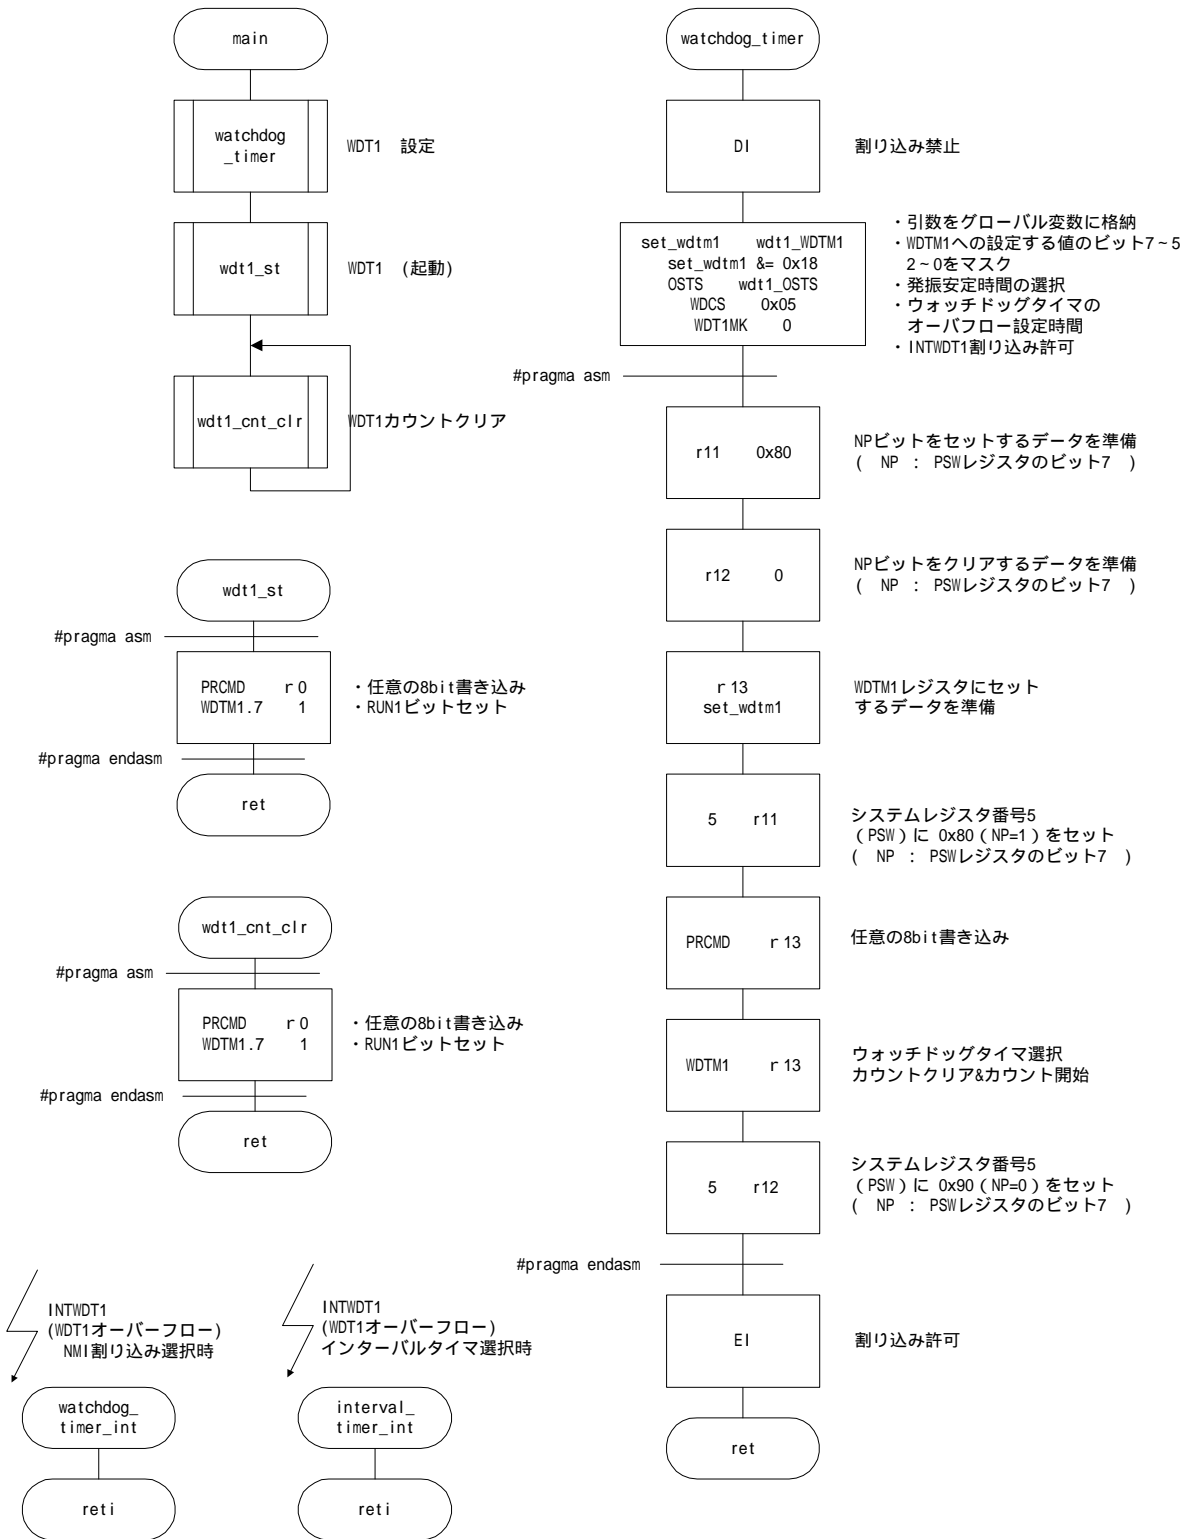 main
watchdog
_timer
WDT1 設定
wdt1_st
WDT1 (起動)
wdt1_cnt_clr
WDT1カウントクリア
wdt1_st
#pragma asm
PRCMD r0
WDTM1.7 1
・任意の8bit書き込み
・RUN1ビットセット
#pragma endasm
ret
wdt1_cnt_clr
#pragma asm
PRCMD r0
WDTM1.7 1
・任意の8bit書き込み
・RUN1ビットセット
#pragma endasm
ret
INTWDT1
(WDT1オーバーフロー)
NMI割り込み選択時
watchdog_
timer_int
reti
INTWDT1
(WDT1オーバーフロー)
インターバルタイマ選択時
interval_
timer_int
reti
watchdog_timer
DI
割り込み禁止
set_wdtm1 wdt1_WDTM1
set_wdtm1 &= 0x18
OSTS wdt1_OSTS
WDCS 0x05
WDT1MK 0
・引数をグローバル変数に格納
・WDTM1への設定する値のビット7~5
2~0をマスク
・発振安定時間の選択
・ウォッチドッグタイマの
オーバフロー設定時間
・INTWDT1割り込み許可
#pragma asm
r11 0x80
NPビットをセットするデータを準備
( NP : PSWレジスタのビット7 )
r12 0
NPビットをクリアするデータを準備
( NP : PSWレジスタのビット7 )
r13
set_wdtm1
WDTM1レジスタにセット
するデータを準備
5 r11
システムレジスタ番号5
(PSW)に 0x80(NP=1)をセット
( NP : PSWレジスタのビット7 )
PRCMD r13
任意の8bit書き込み
WDTM1 r13
ウォッチドッグタイマ選択
カウントクリア&カウント開始
5 r12
システムレジスタ番号5
(PSW)に 0x90(NP=0)をセット
( NP : PSWレジスタのビット7 )
#pragma endasm
EI
割り込み許可
ret